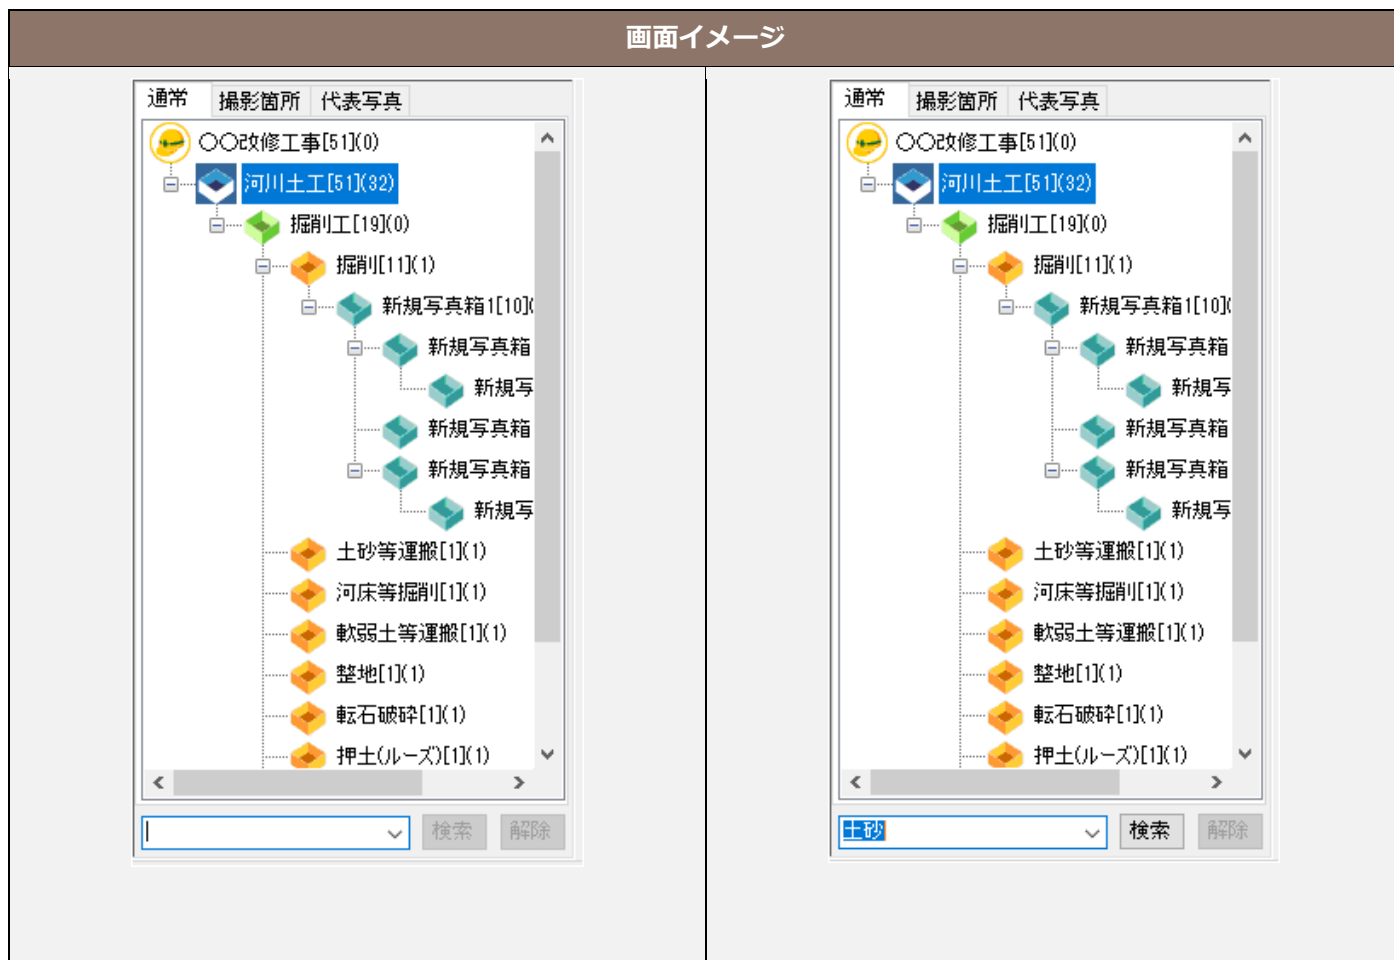 画面イメージ
通常 撮影箇所 代表写真
〇〇改修工事[51](0)
河川土工[51](32)
掘削工[19](0)
掘削[11](1)
新規写真箱1[10](
新規写真箱
新規写
新規写真箱
新規写真箱
新規写
土砂等運搬[1](1)
河床等掘削[1](1)
軟弱土等運搬[1](1)
整地[1](1)
転石破砕[1](1)
押土(ルーズ)[1](1)
検索 解除
通常 撮影箇所 代表写真
〇〇改修工事[51](0)
河川土工[51](32)
掘削工[19](0)
掘削[11](1)
新規写真箱1[10](
新規写真箱
新規写
新規写真箱
新規写真箱
新規写
土砂等運搬[1](1)
河床等掘削[1](1)
軟弱土等運搬[1](1)
整地[1](1)
転石破砕[1](1)
押土(ルーズ)[1](1)
土砂 検索 解除